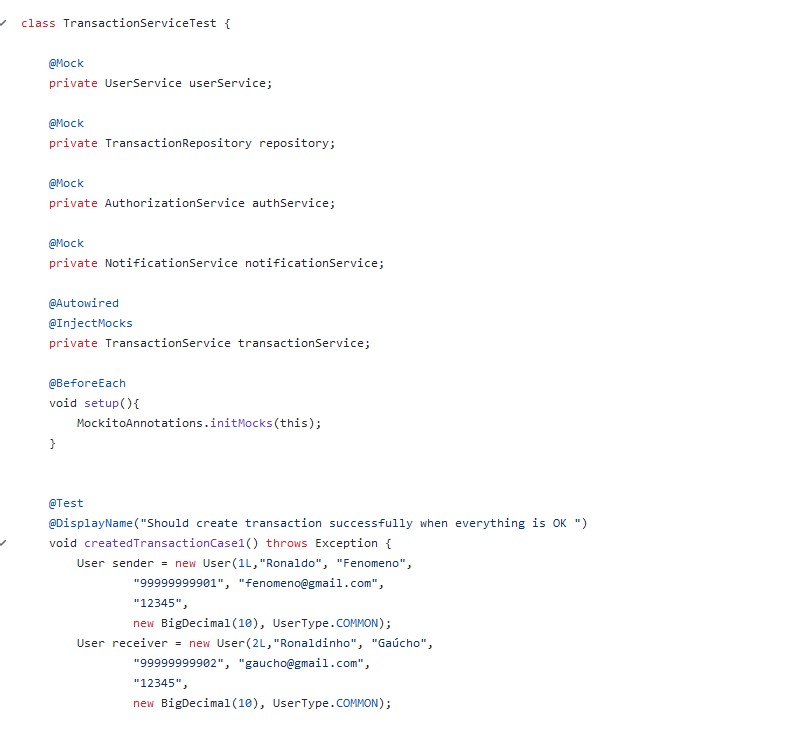 class TransactionServiceTest {
@Mock
private UserService userService;
@Mock
private TransactionRepository repository;
@Mock
private AuthorizationService authService;
@Mock
private NotificationService notificationService;
@Autowired
@InjectMocks
private TransactionService transactionService;
@BeforeEach
void setup(){
MockitoAnnotations.initMocks(this);
}
@Test
@DisplayName("Should create transaction successfully when everything is OK ")
void createdTransactionCase1() throws Exception {
User sender = new User(1L,"Ronaldo", "Fenomeno",
"99999999901", "fenomeno@gmail.com",
"12345",
new BigDecimal(10), UserType.COMMON);
User receiver = new User(2L,"Ronaldinho", "Gaúcho",
"99999999902", "gaucho@gmail.com",
"12345",
new BigDecimal(10), UserType.COMMON);